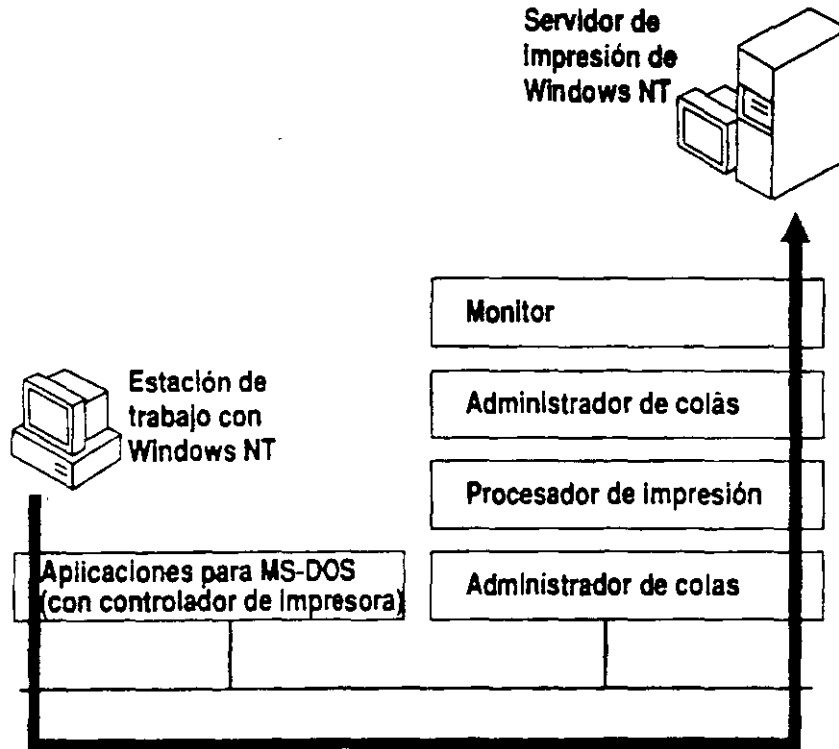 Servidor de
impresión de
Windows NT
Monitor
Estación de
trabajo con
Windows NT
Administrador de colas
Procesador de impresión
Aplicaciones para MS-DOS
(con controlador de impresora)
Administrador de colas